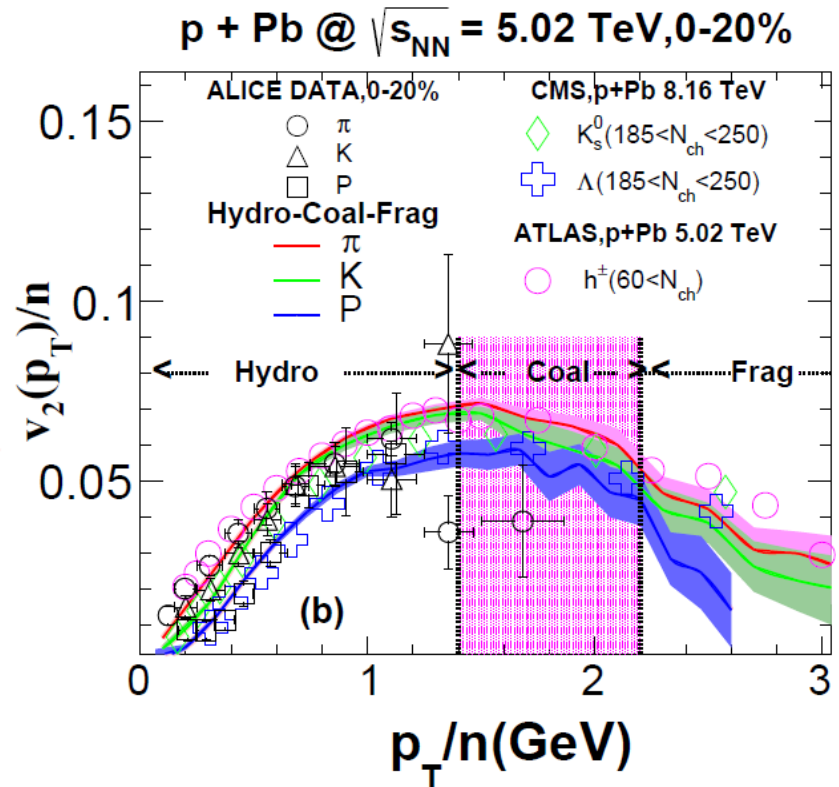 p + Pb @ √s_NN = 5.02 TeV,0-20%
ALICE DATA,0-20%
π
K
P
Hydro-Coal-Frag
π
K
P
CMS,p+Pb 8.16 TeV
K_s^0(185<N_ch<250)
Λ(185<N_ch<250)
ATLAS,p+Pb 5.02 TeV
h^±(60<N_ch)
< Hydro > < Coal > < Frag
(b)
0.15
0.1
0.05
v_2(p_T)/n
0 1 2 3
p_T/n(GeV)